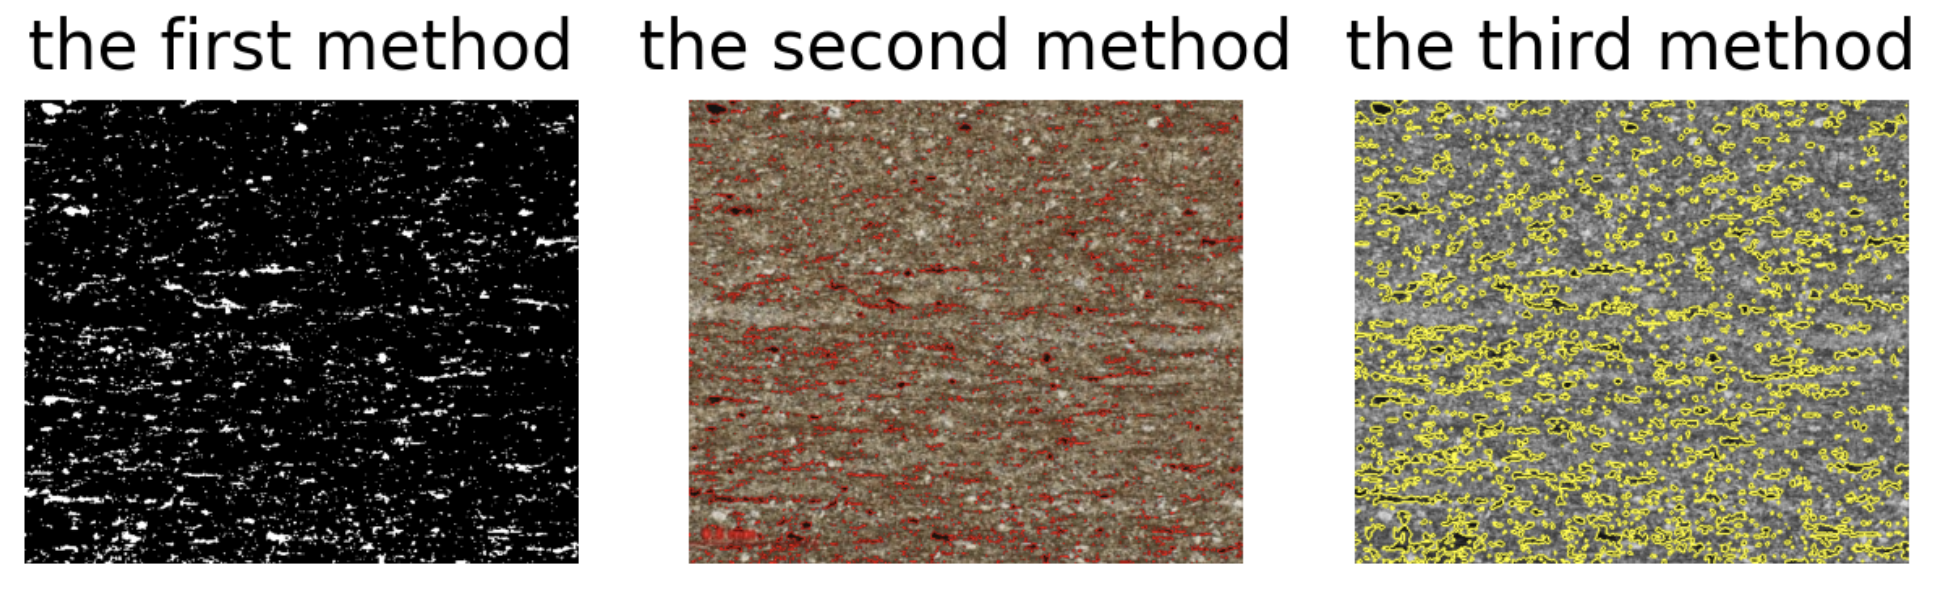 the first method
the second method
the third method